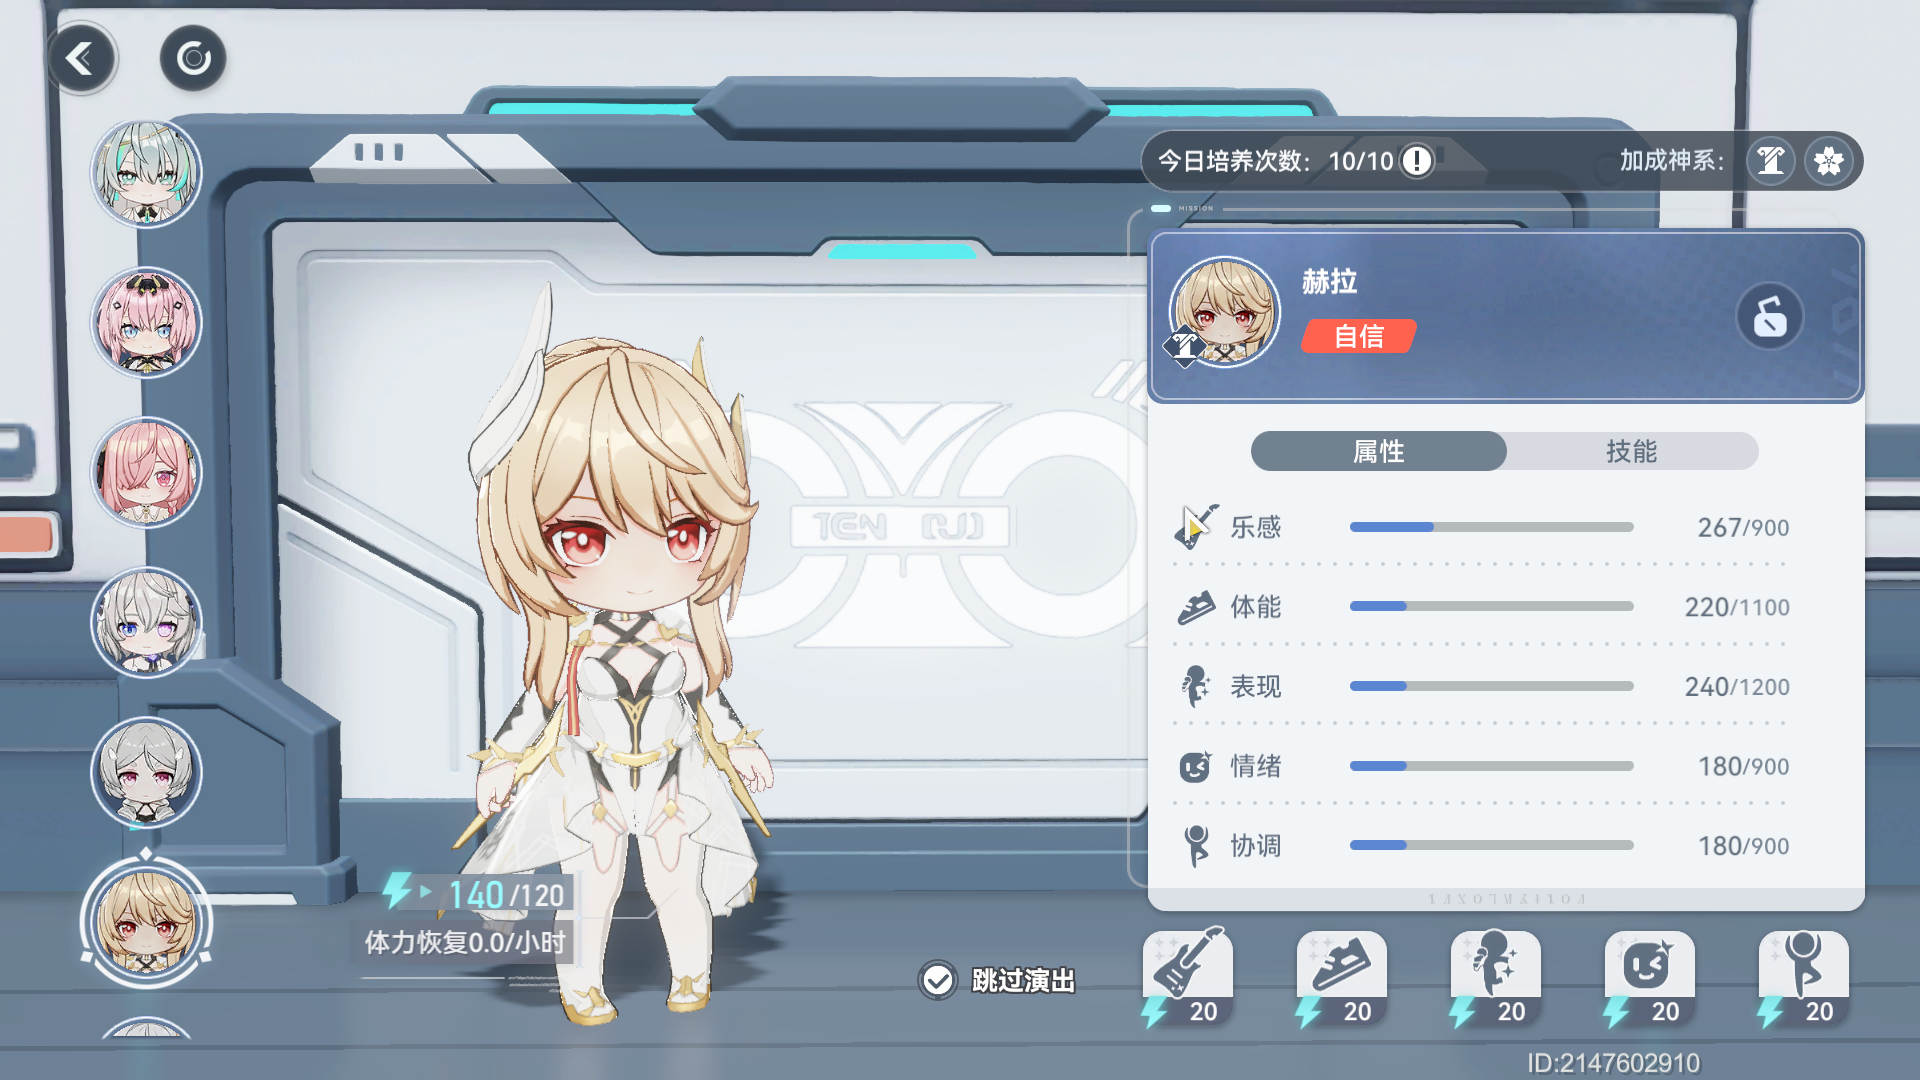 今日培养次数： 10/10
加成神系：
MISSION
赫拉
自信
属性
技能
乐感
267/900
体能
220/1100
表现
240/1200
情绪
180/900
协调
180/900
140/120
体力恢复0.0/小时
跳过演出
20
20
20
20
20
ID:2147602910